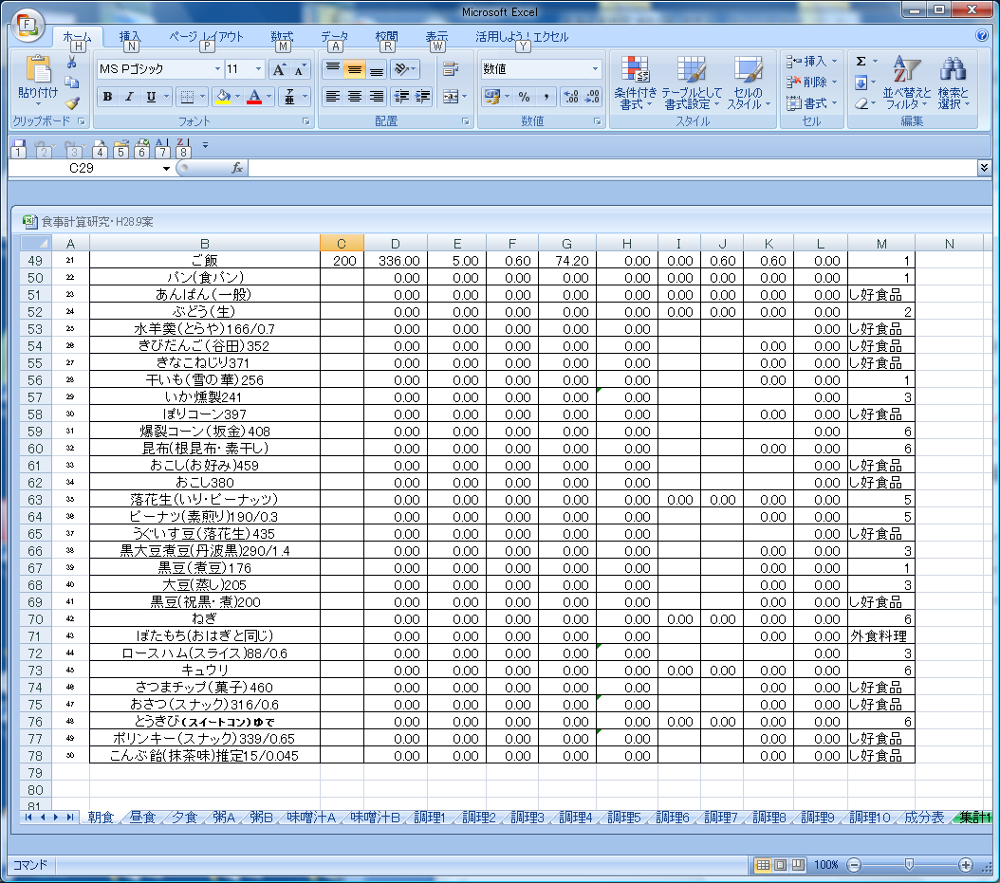 Microsoft Excel
ホーム 挿入 ページ レイアウト 数式 データ 校閲 表示 活用しよう！エクセル
H N P M A R W Y
MS Pゴシック 11 数値
貼り付け
B I U
条件付き書式 テーブルとして書式設定 セルのスタイル
挿入 削除 書式
並べ替えとフィルタ 検索と選択
クリップボード フォント 配置 数値 スタイル セル 編集
1 2 3 4 5 6 7 8
C29 fx
食事計算研究・H28.9案
A B C D E F G H I J K L M N
49 21 ご飯 200 336.00 5.00 0.60 74.20 0.00 0.00 0.60 0.60 0.00 1
50 22 パン(食パン) 0.00 0.00 0.00 0.00 0.00 0.00 0.00 0.00 0.00 1
51 23 あんぱん（一般） 0.00 0.00 0.00 0.00 0.00 0.00 0.00 0.00 0.00 し好食品
52 24 ぶどう（生） 0.00 0.00 0.00 0.00 0.00 0.00 0.00 0.00 0.00 2
53 25 水羊羹（とらや）166/0.7 0.00 0.00 0.00 0.00 0.00 0.00 し好食品
54 26 きびだんご（谷田）352 0.00 0.00 0.00 0.00 0.00 0.00 0.00 し好食品
55 27 きなこねじり371 0.00 0.00 0.00 0.00 0.00 0.00 0.00 し好食品
56 28 干いも（雪の華）256 0.00 0.00 0.00 0.00 0.00 0.00 0.00 1
57 29 いか燻製241 0.00 0.00 0.00 0.00 0.00 0.00 3
58 30 ぽりコーン397 0.00 0.00 0.00 0.00 0.00 0.00 0.00 し好食品
59 31 爆裂コーン（坂金）408 0.00 0.00 0.00 0.00 0.00 0.00 6
60 32 昆布(根昆布・素干し) 0.00 0.00 0.00 0.00 0.00 0.00 0.00 6
61 33 おこし(お好み)459 0.00 0.00 0.00 0.00 0.00 0.00 し好食品
62 34 おこし380 0.00 0.00 0.00 0.00 0.00 0.00 し好食品
63 35 落花生（いり・ピーナッツ） 0.00 0.00 0.00 0.00 0.00 0.00 0.00 0.00 0.00 5
64 36 ピーナツ(素煎り)190/0.3 0.00 0.00 0.00 0.00 0.00 0.00 0.00 5
65 37 うぐいす豆（落花生）435 0.00 0.00 0.00 0.00 0.00 0.00 し好食品
66 38 黒大豆煮豆(丹波黒)290/1.4 0.00 0.00 0.00 0.00 0.00 0.00 0.00 3
67 39 黒豆（煮豆）176 0.00 0.00 0.00 0.00 0.00 0.00 0.00 1
68 40 大豆(蒸し)205 0.00 0.00 0.00 0.00 0.00 0.00 0.00 3
69 41 黒豆(祝黒・煮)200 0.00 0.00 0.00 0.00 0.00 0.00 0.00 し好食品
70 42 ねぎ 0.00 0.00 0.00 0.00 0.00 0.00 0.00 0.00 0.00 6
71 43 ぼたもち(おはぎと同じ) 0.00 0.00 0.00 0.00 0.00 0.00 0.00 外食料理
72 44 ロースハム(スライス)88/0.6 0.00 0.00 0.00 0.00 0.00 0.00 3
73 45 キュウリ 0.00 0.00 0.00 0.00 0.00 0.00 0.00 0.00 0.00 6
74 46 さつまチップ（菓子）460 0.00 0.00 0.00 0.00 0.00 0.00 0.00 し好食品
75 47 おさつ（スナック）316/0.6 0.00 0.00 0.00 0.00 0.00 0.00 0.00 し好食品
76 48 とうきび（スイートコン）ゆで 0.00 0.00 0.00 0.00 0.00 0.00 0.00 0.00 0.00 6
77 49 ポリンキー（スナック）339/0.65 0.00 0.00 0.00 0.00 0.00 0.00 0.00 し好食品
78 50 こんぶ飴(抹茶味)推定15/0.045 0.00 0.00 0.00 0.00 0.00 0.00 0.00 し好食品
79
80
81
朝食 昼食 夕食 粥A 粥B 味噌汁A 味噌汁B 調理1 調理2 調理3 調理4 調理5 調理6 調理7 調理8 調理9 調理10 成分表 集計1
コマンド 100%